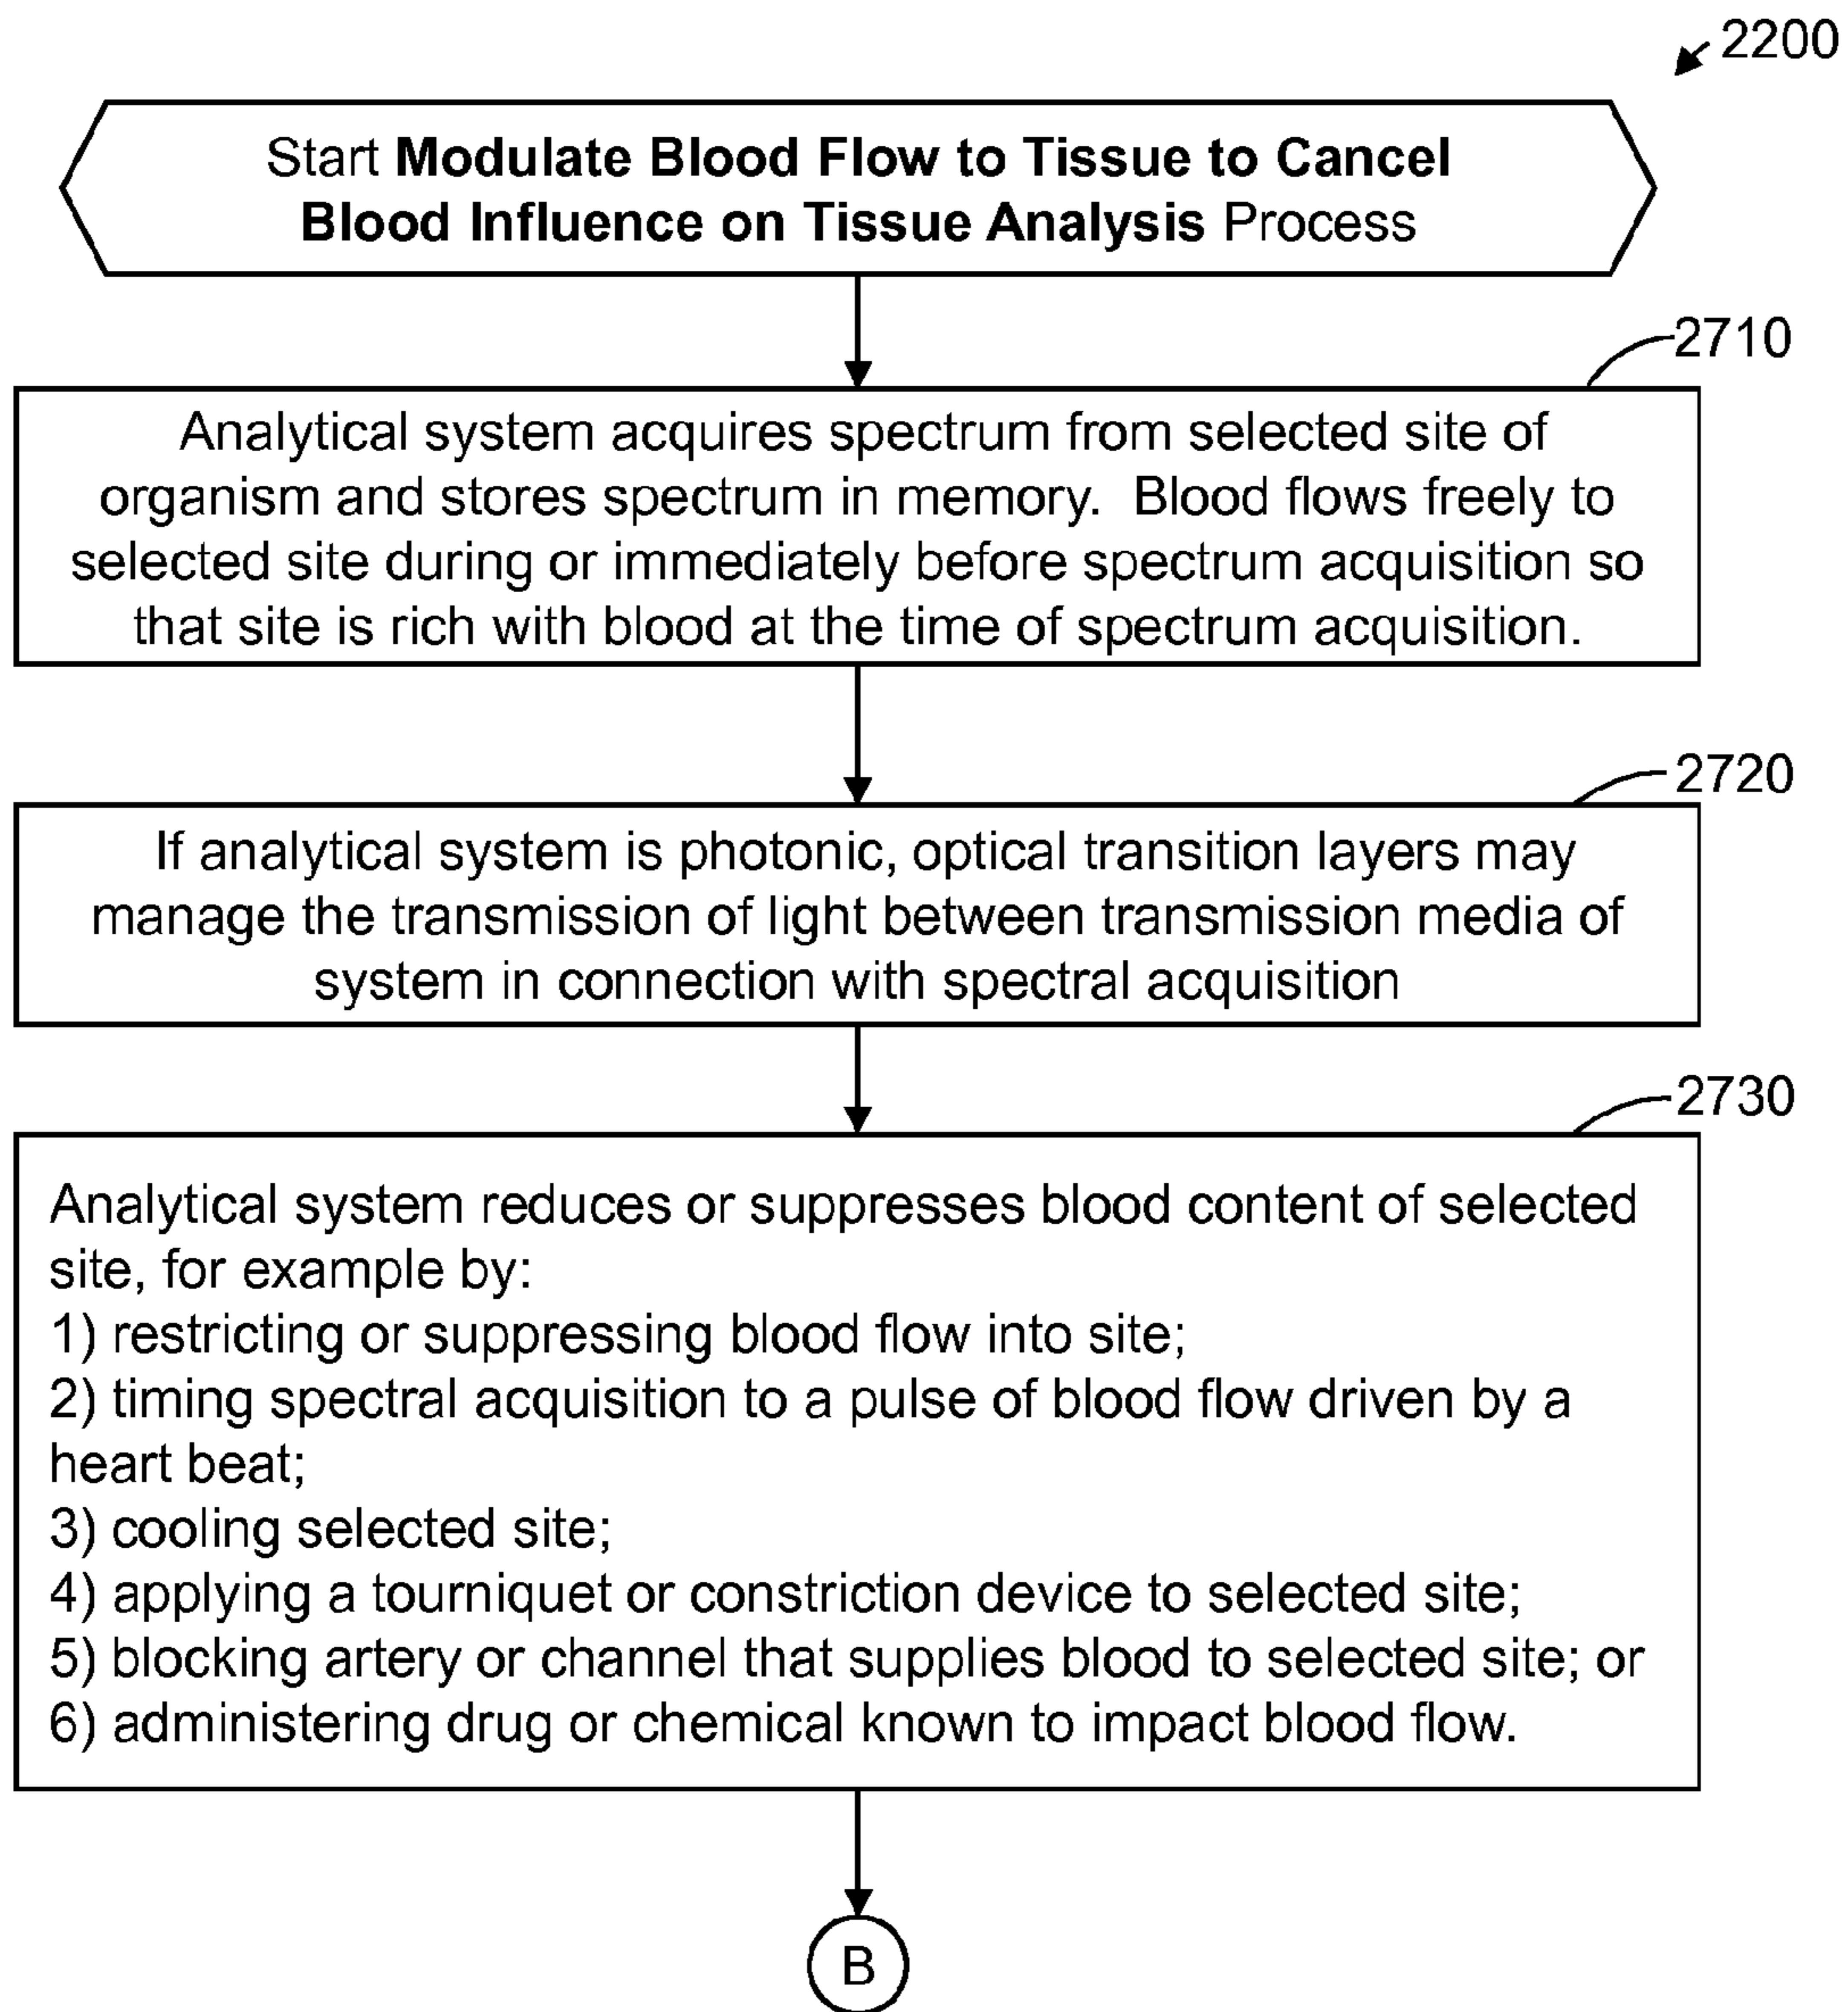 2200
Start Modulate Blood Flow to Tissue to Cancel
Blood Influence on Tissue Analysis Process
2710
Analytical system acquires spectrum from selected site of
organism and stores spectrum in memory.  Blood flows freely to
selected site during or immediately before spectrum acquisition so
that site is rich with blood at the time of spectrum acquisition.
2720
If analytical system is photonic, optical transition layers may
manage the transmission of light between transmission media of
system in connection with spectral acquisition
2730
Analytical system reduces or suppresses blood content of selected
site, for example by:
1) restricting or suppressing blood flow into site;
2) timing spectral acquisition to a pulse of blood flow driven by a
heart beat;
3) cooling selected site;
4) applying a tourniquet or constriction device to selected site;
5) blocking artery or channel that supplies blood to selected site; or
6) administering drug or chemical known to impact blood flow.
B